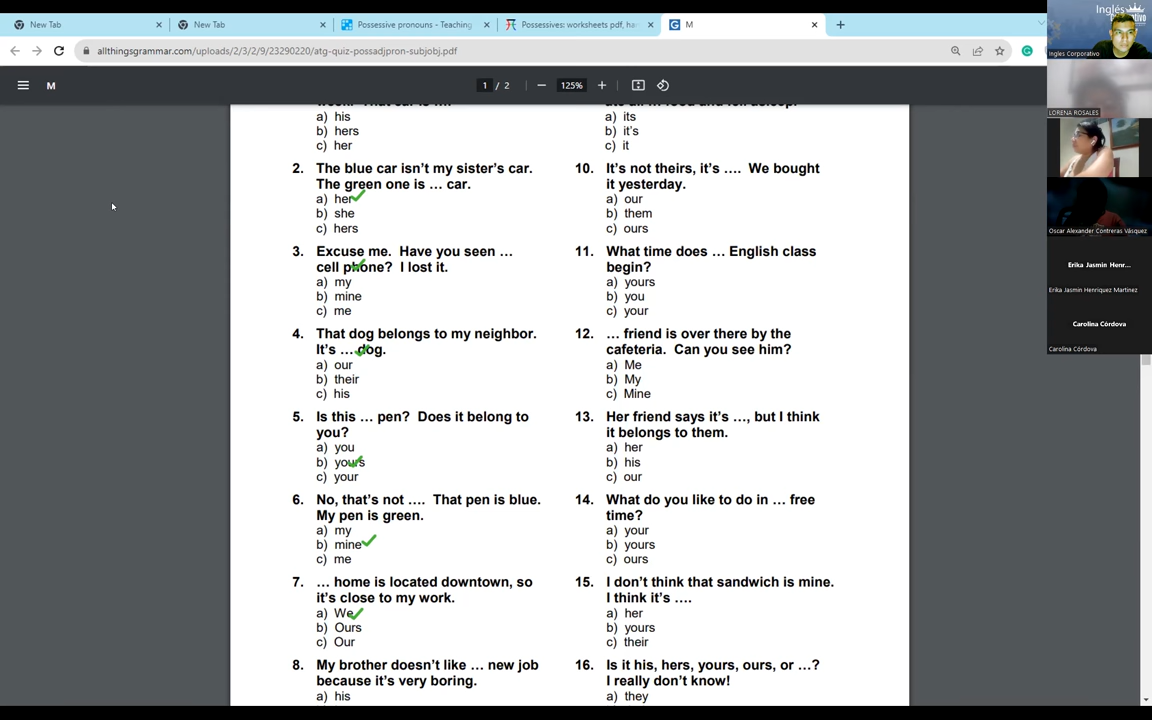 New Tab
New Tab
Possessive pronouns - Teaching
Possessives: worksheets pdf, ha
M
allthingsgrammar.com/uploads/2/3/2/9/23290220/atg-quiz-possadjpron-subjobj.pdf
M
1 / 2
125%
a) his
b) hers
c) her
2. The blue car isn't my sister's car.
The green one is … car.
a) her
b) she
c) hers
3. Excuse me. Have you seen …
cell phone? I lost it.
a) my
b) mine
c) me
4. That dog belongs to my neighbor.
It's … dog.
a) our
b) their
c) his
5. Is this … pen? Does it belong to
you?
a) you
b) yours
c) your
6. No, that's not …. That pen is blue.
My pen is green.
a) my
b) mine
c) me
7. … home is located downtown, so
it's close to my work.
a) We
b) Ours
c) Our
8. My brother doesn't like … new job
because it's very boring.
a) his
ate all its food and fell asleep.
a) its
b) it's
c) it
10. It's not theirs, it's …. We bought
it yesterday.
a) our
b) them
c) ours
11. What time does … English class
begin?
a) yours
b) you
c) your
12. … friend is over there by the
cafeteria. Can you see him?
a) Me
b) My
c) Mine
13. Her friend says it's …, but I think
it belongs to them.
a) her
b) his
c) our
14. What do you like to do in … free
time?
a) your
b) yours
c) ours
15. I don't think that sandwich is mine.
I think it's ….
a) her
b) yours
c) their
16. Is it his, hers, yours, ours, or …?
I really don't know!
a) they
Inglés
Corporativo
Ingles Corporativo
LORENA ROSALES
Oscar Alexander Contreras Vásquez
Erika Jasmin Henr...
Erika Jasmin Henriquez Martinez
Carolina Córdova
Carolina Córdova